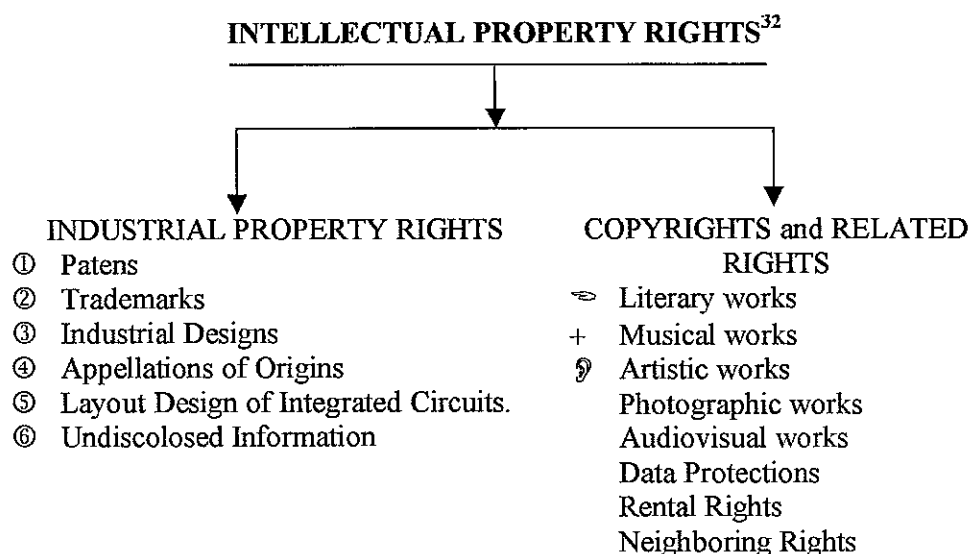 INTELLECTUAL PROPERTY RIGHTS32
INDUSTRIAL PROPERTY RIGHTS
① Patens
② Trademarks
③ Industrial Designs
④ Appellations of Origins
⑤ Layout Design of Integrated Circuits.
⑥ Undiscolosed Information
COPYRIGHTS and RELATED
RIGHTS
Literary works
+ Musical works
Artistic works
Photographic works
Audiovisual works
Data Protections
Rental Rights
Neighboring Rights